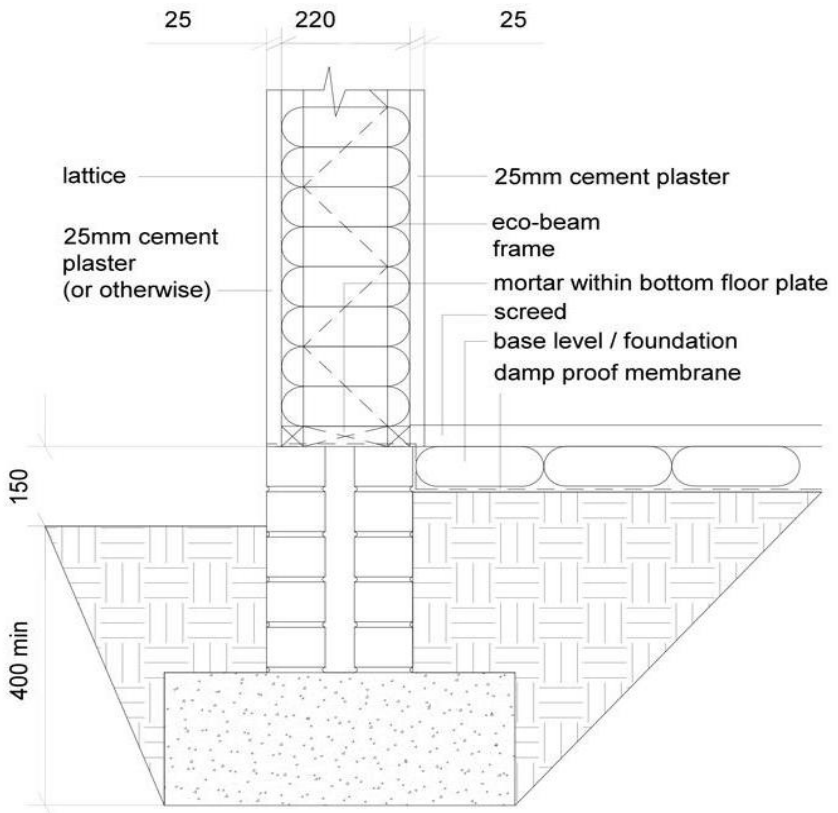 25 220 25
lattice
25mm cement
plaster
(or otherwise)
25mm cement plaster
eco-beam
frame
mortar within bottom floor plate
screed
base level / foundation
damp proof membrane
150
400 min